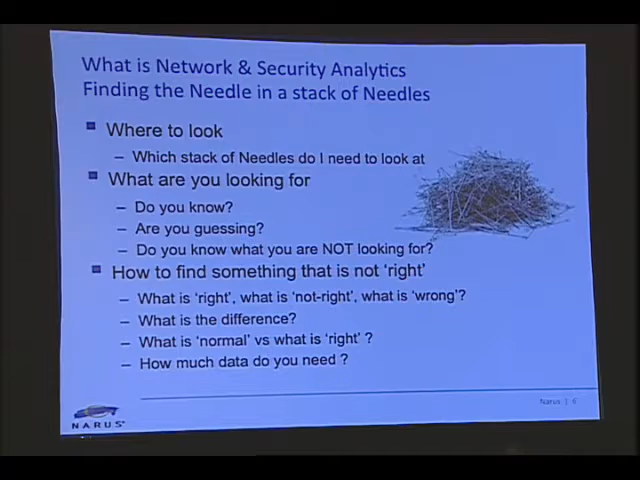 What is Network & Security Analytics
Finding the Needle in a stack of Needles
Where to look
– Which stack of Needles do I need to look at
What are you looking for
– Do you know?
– Are you guessing?
– Do you know what you are NOT looking for?
How to find something that is not 'right'
– What is 'right', what is 'not-right', what is 'wrong'?
– What is the difference?
– What is 'normal' vs what is 'right' ?
– How much data do you need ?
Narus | 6
NARUS